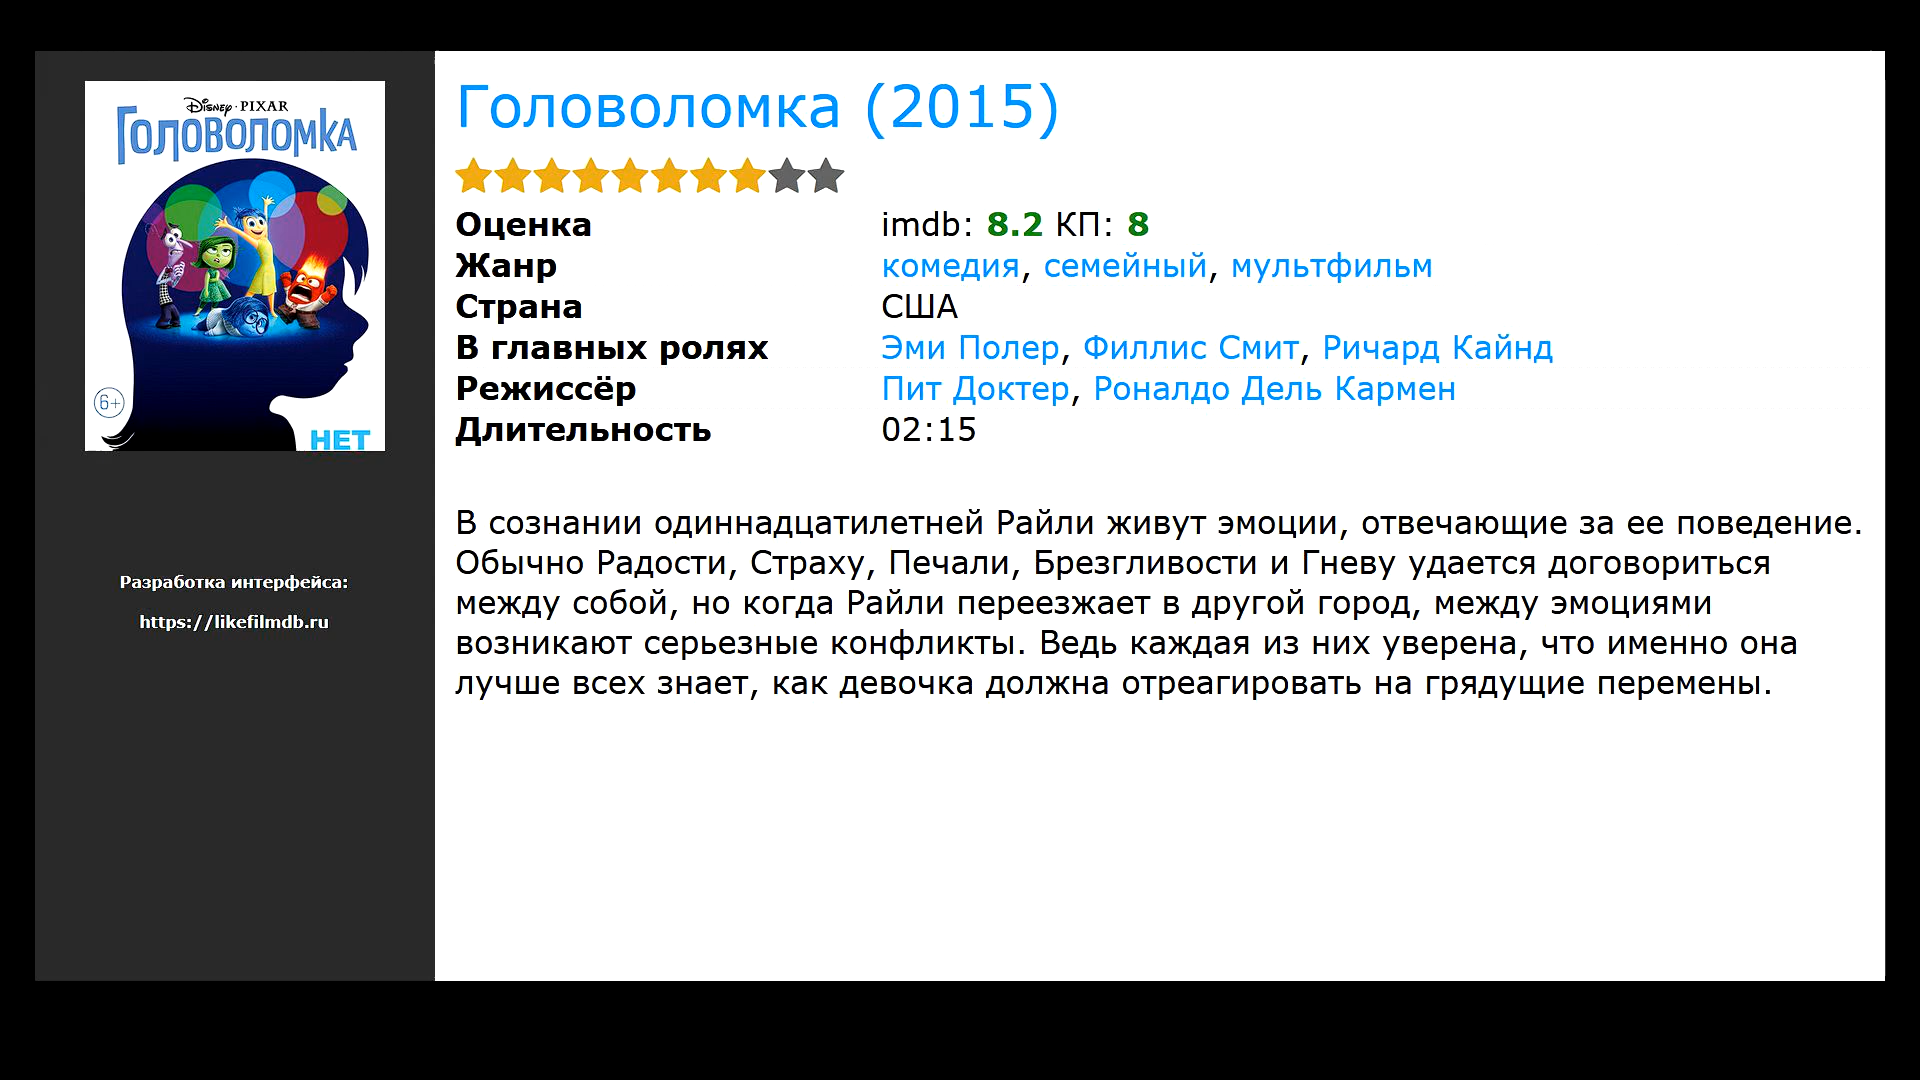 Disney · PIXAR
Головоломка
6+
НЕТ
Разработка интерфейса:
https://likefilmdb.ru
Головоломка (2015)
Оценка imdb: 8.2 КП: 8
Жанр комедия, семейный, мультфильм
Страна США
В главных ролях Эми Полер, Филлис Смит, Ричард Кайнд
Режиссёр Пит Доктер, Роналдо Дель Кармен
Длительность 02:15
В сознании одиннадцатилетней Райли живут эмоции, отвечающие за ее поведение.
Обычно Радости, Страху, Печали, Брезгливости и Гневу удается договориться
между собой, но когда Райли переезжает в другой город, между эмоциями
возникают серьезные конфликты. Ведь каждая из них уверена, что именно она
лучше всех знает, как девочка должна отреагировать на грядущие перемены.